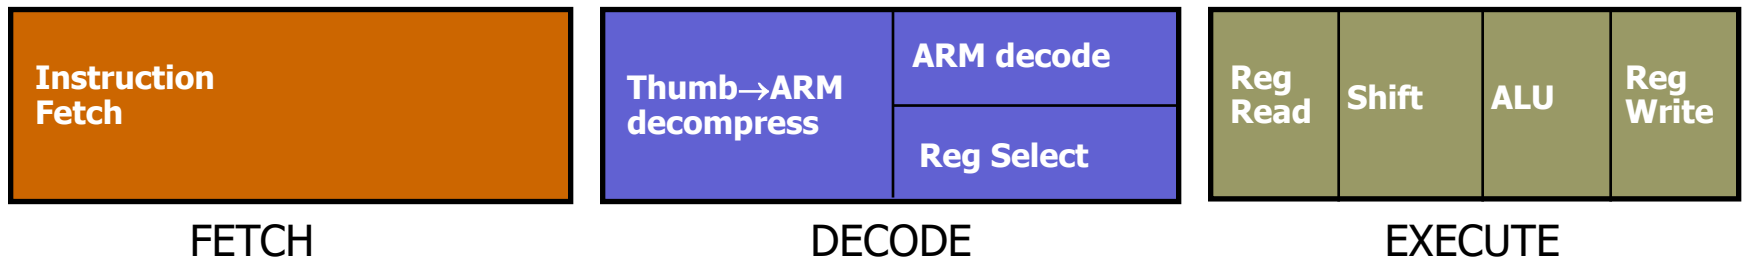 Instruction
Fetch
Thumb→ARM
decompress
ARM decode
Reg Select
Reg
Read
Shift
ALU
Reg
Write
FETCH
DECODE
EXECUTE